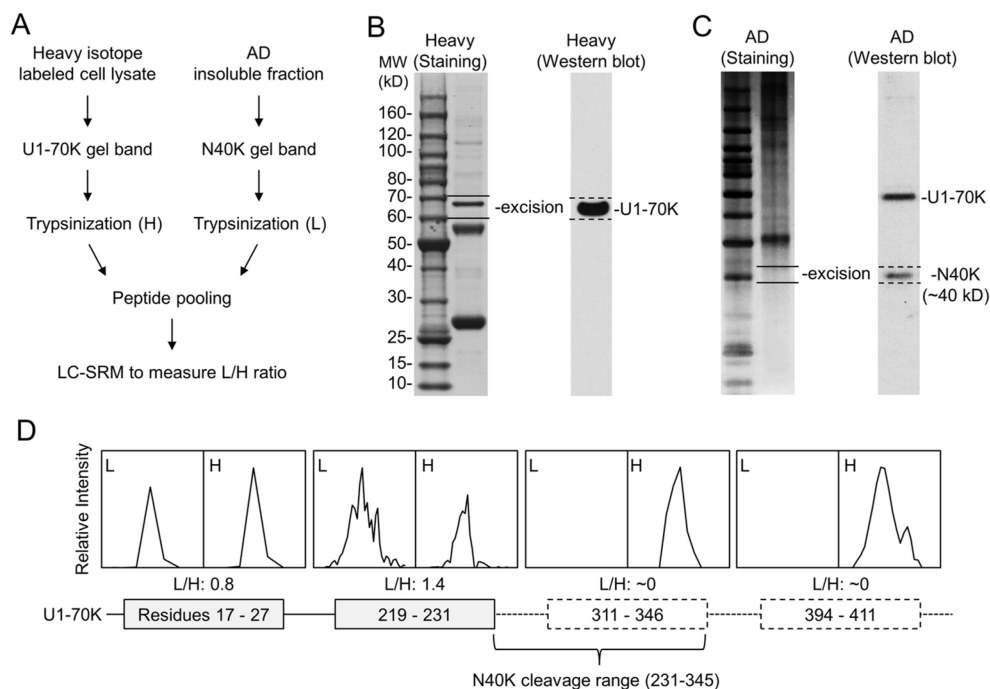 A
Heavy isotope
labeled cell lysate
AD
insoluble fraction
U1-70K gel band
N40K gel band
Trypsinization (H)
Trypsinization (L)
Peptide pooling
LC-SRM to measure L/H ratio
B
Heavy
(Staining)
Heavy
(Western blot)
MW
(kD)
160-
120-
100-
80-
70-
60-
50-
40-
30-
25-
15-
10-
-excision
-U1-70K
C
AD
(Staining)
AD
(Western blot)
-U1-70K
-excision
-N40K
(~40 kD)
D
Relative Intensity
L
H
L
H
L
H
L
H
L/H: 0.8
L/H: 1.4
L/H: ~0
L/H: ~0
U1-70K
Residues 17 - 27
219 - 231
311 - 346
394 - 411
N40K cleavage range (231-345)